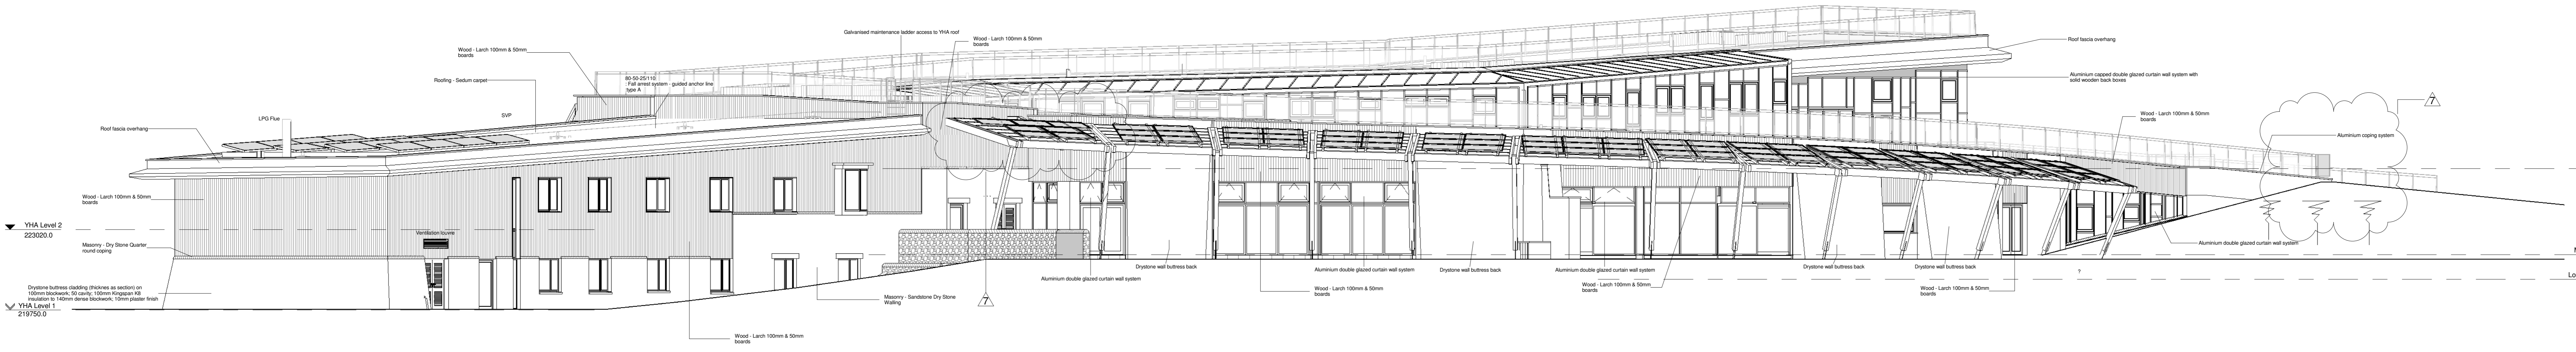 Galvanised maintenance ladder access to YHA roof
Wood - Larch 100mm & 50mm
boards
Roof fascia overhang
Wood - Larch 100mm & 50mm
boards
Roofing - Sedum carpet
80-50-25/110
Fall arrest system - guided anchor line
type A
Aluminium capped double glazed curtain wall system with
solid wooden back boxes
7
SVP
LPG Flue
Roof fascia overhang
Wood - Larch 100mm & 50mm
boards
Aluminium coping system
Wood - Larch 100mm & 50mm
boards
YHA Level 2
223020.0
Ventilation louvre
Masonry - Dry Stone Quarter
round coping
Aluminium double glazed curtain wall system
Drystone wall buttress back
Aluminium double glazed curtain wall system
Drystone wall buttress back
Aluminium double glazed curtain wall system
Drystone wall buttress back
Drystone wall buttress back
?
Lo
Aluminium double glazed curtain wall system
Drystone buttress cladding (thicknes as section) on
100mm blockwork; 50 cavity; 100mm Kingspan K8
insulation to 140mm dense blockwork; 10mm plaster finish
YHA Level 1
219750.0
Masonry - Sandstone Dry Stone
Walling
7
Wood - Larch 100mm & 50mm
boards
Wood - Larch 100mm & 50mm
boards
Wood - Larch 100mm & 50mm
boards
Wood - Larch 100mm & 50mm
boards